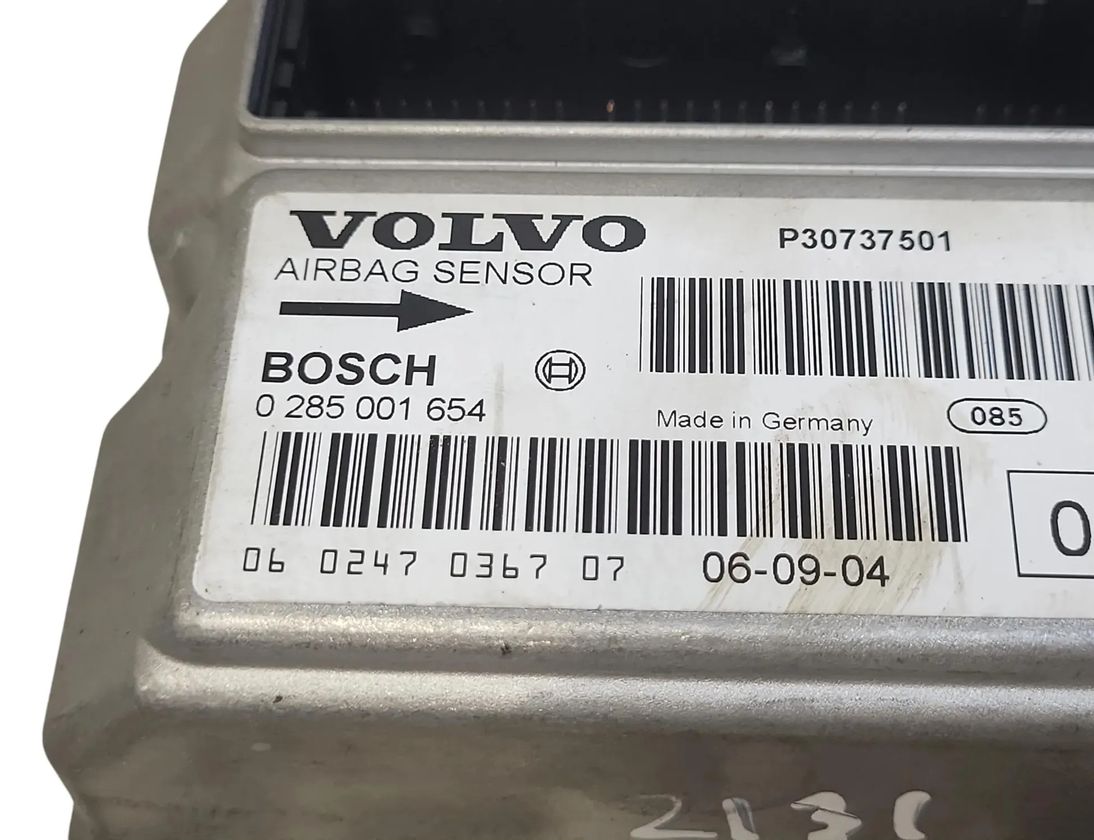 VOLVO
P30737501
AIRBAG SENSOR
BOSCH
0 285 001 654
Made in Germany
085
0
06 0247 0367 07
06-09-04